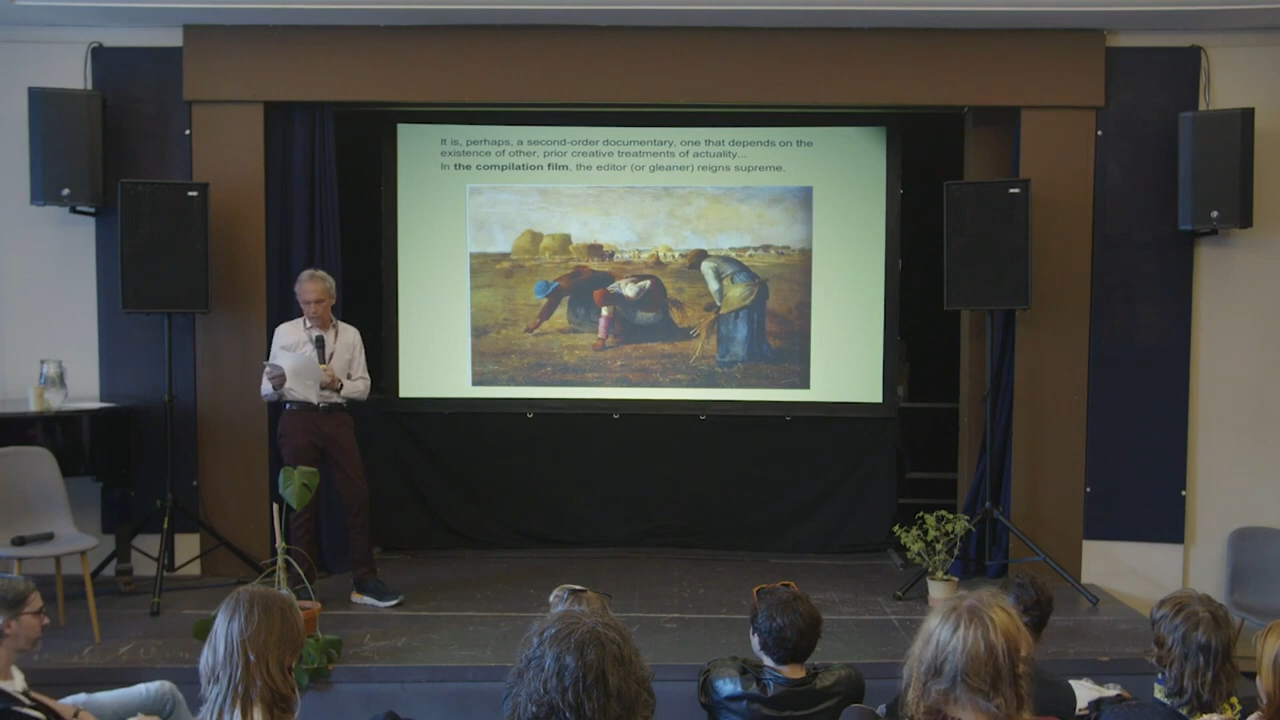 It is, perhaps, a second-order documentary, one that depends on the
existence of other, prior creative treatments of actuality...
In the compilation film, the editor (or gleaner) reigns supreme.